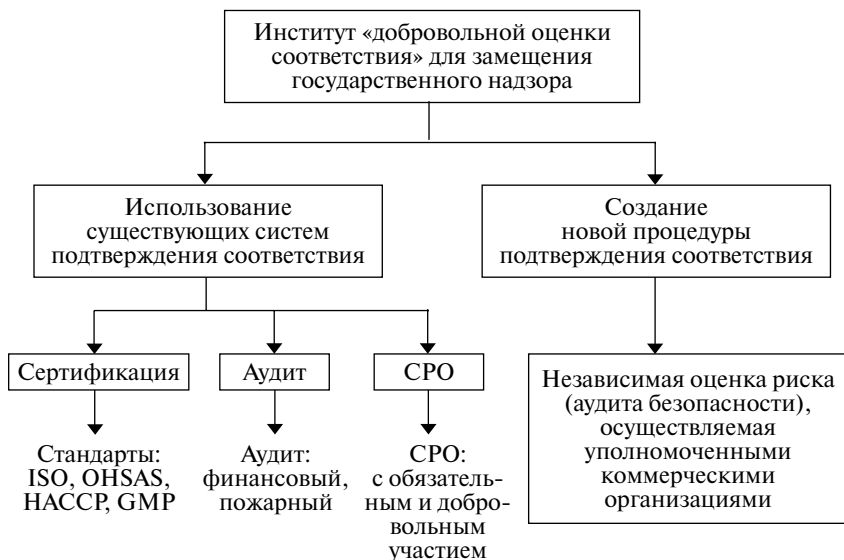 Институт «добровольной оценки
соответствия» для замещения
государственного надзора
Использование
существующих систем
подтверждения соответствия
Создание
новой процедуры
подтверждения соответствия
Сертификация
Аудит
СРО
Стандарты:
ISO, OHSAS,
HACCP, GMP
Аудит:
финансовый,
пожарный
СРО:
с обязатель-
ным и добро-
вольным
участием
Независимая оценка риска
(аудита безопасности),
осуществляемая
уполномоченными
коммерческими
организациями